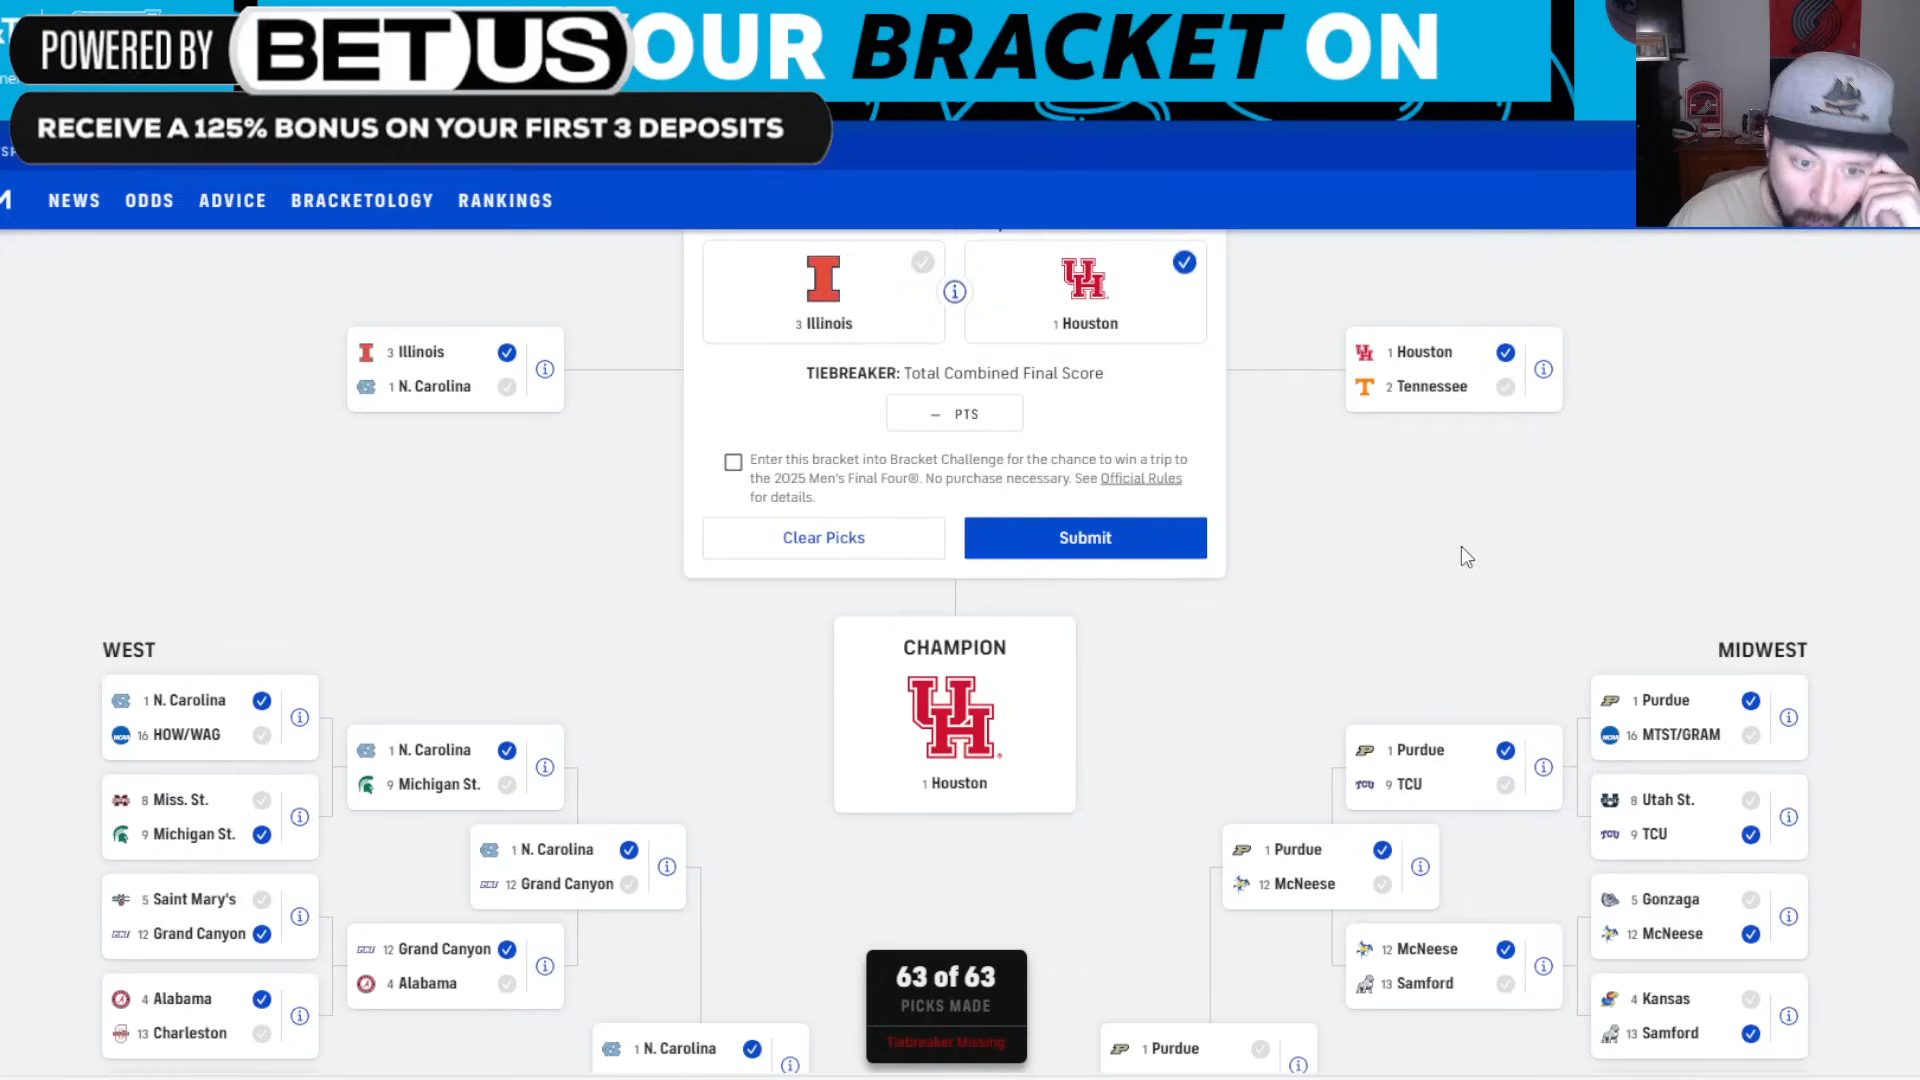 POWERED BY BETUS
OUR BRACKET ON
RECEIVE A 125% BONUS ON YOUR FIRST 3 DEPOSITS
NEWS ODDS ADVICE BRACKETOLOGY RANKINGS
3 Illinois
1 Houston
3 Illinois
1 N. Carolina
1 Houston
2 Tennessee
TIEBREAKER: Total Combined Final Score
– PTS
Enter this bracket into Bracket Challenge for the chance to win a trip to
the 2025 Men's Final Four®. No purchase necessary. See Official Rules
for details.
Clear Picks
Submit
CHAMPION
UH
1 Houston
WEST
1 N. Carolina
16 HOW/WAG
8 Miss. St.
9 Michigan St.
5 Saint Mary's
12 Grand Canyon
4 Alabama
13 Charleston
1 N. Carolina
9 Michigan St.
12 Grand Canyon
4 Alabama
1 N. Carolina
12 Grand Canyon
1 N. Carolina
63 of 63
PICKS MADE
Tiebreaker Missing
MIDWEST
1 Purdue
16 MTST/GRAM
8 Utah St.
9 TCU
5 Gonzaga
12 McNeese
4 Kansas
13 Samford
1 Purdue
9 TCU
12 McNeese
13 Samford
1 Purdue
12 McNeese
1 Purdue